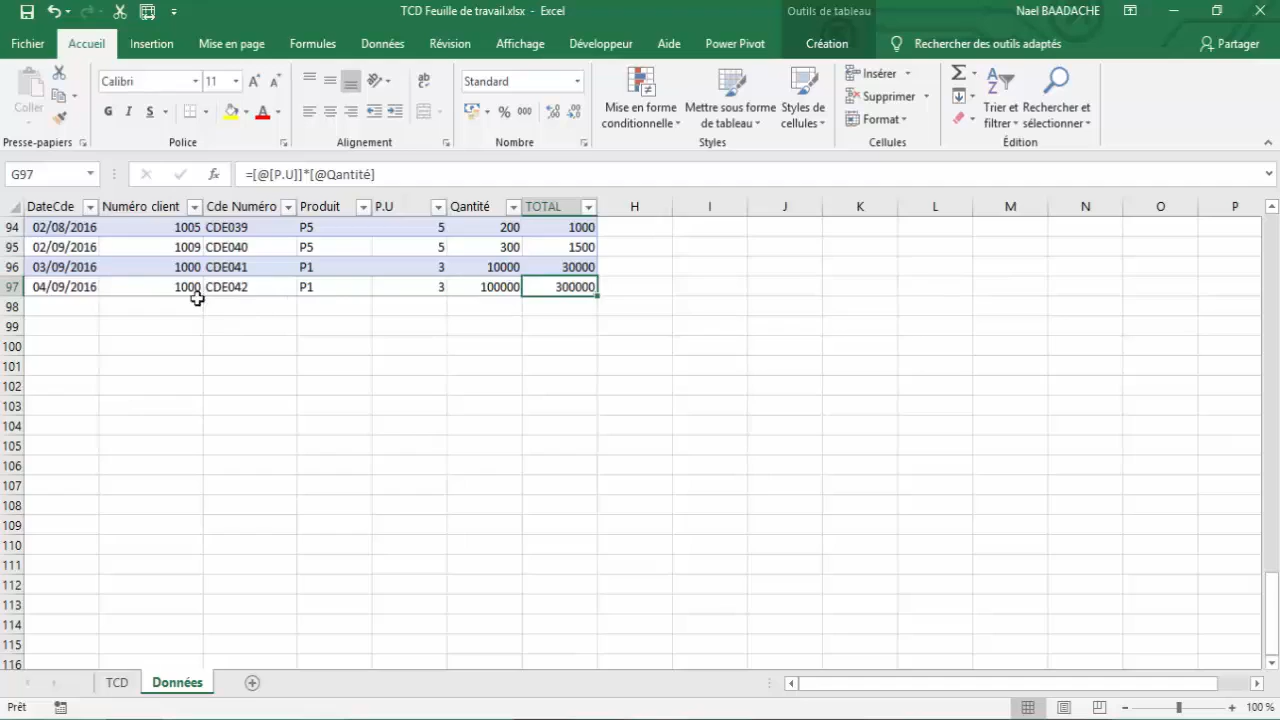 TCD Feuille de travail.xlsx - Excel
Outils de tableau
Nael BAADACHE
Fichier
Accueil
Insertion
Mise en page
Formules
Données
Révision
Affichage
Développeur
Aide
Power Pivot
Création
Rechercher des outils adaptés
Partager
Coller
Presse-papiers
Calibri
11
G I S
Police
Alignement
Standard
% 000
Nombre
Mise en forme
conditionnelle
Mettre sous forme
de tableau
Styles de
cellules
Styles
Insérer
Supprimer
Format
Cellules
Trier et
filtrer
Rechercher et
sélectionner
Édition
G97
fx
=[@[P.U]]*[@Qantité]
DateCde Numéro client Cde Numéro Produit P.U Qantité TOTAL H I J K L M N O P
94 02/08/2016 1005 CDE039 P5 5 200 1000
95 02/09/2016 1009 CDE040 P5 5 300 1500
96 03/09/2016 1000 CDE041 P1 3 10000 30000
97 04/09/2016 1000 CDE042 P1 3 100000 300000
98
99
100
101
102
103
104
105
106
107
108
109
110
111
112
113
114
115
116
TCD
Données
Prêt
100 %